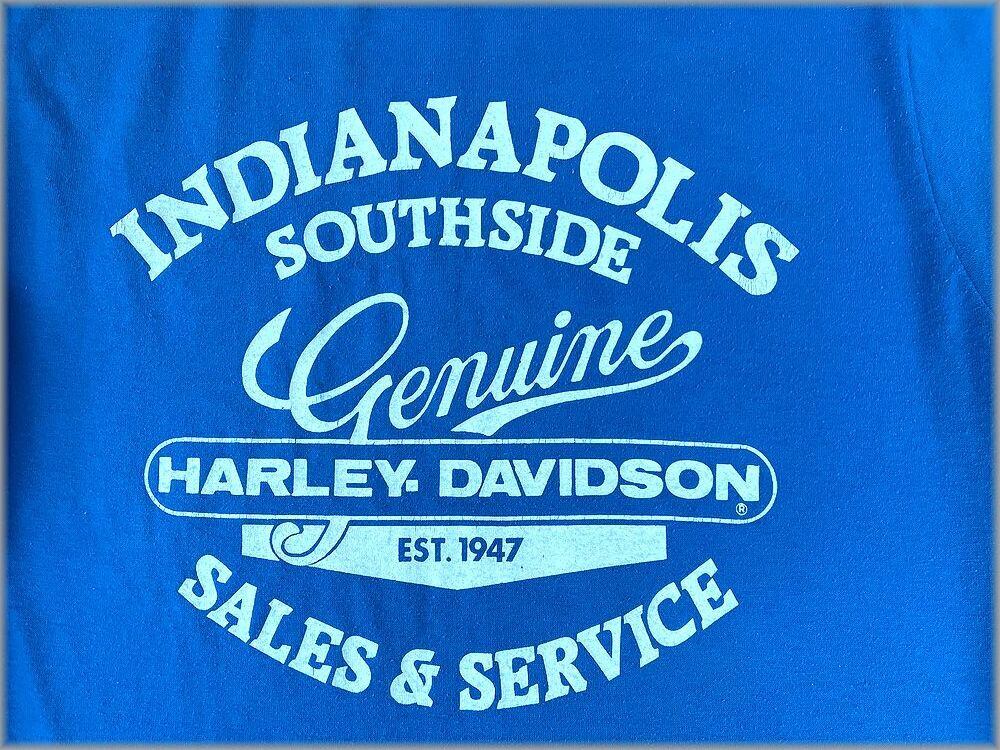 INDIANAPOLIS
SOUTHSIDE
Genuine
HARLEY-DAVIDSON®
EST. 1947
SALES & SERVICE